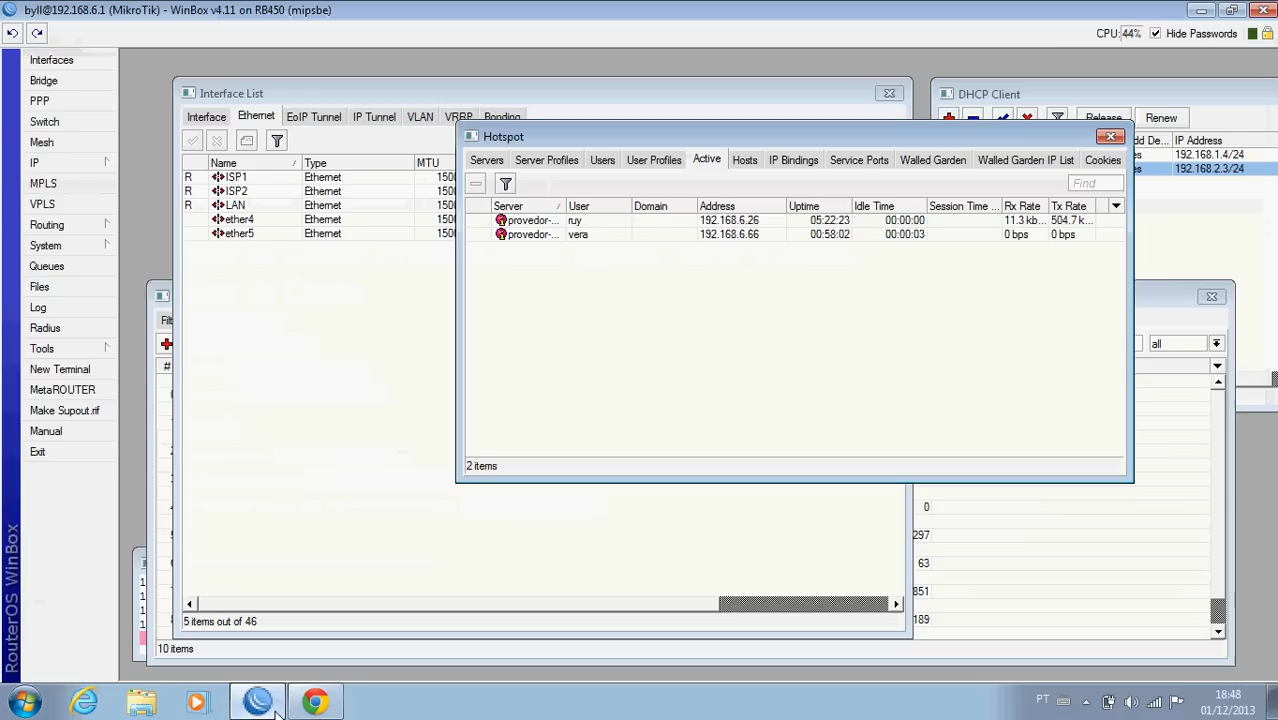 byll@192.168.6.1 (MikroTik) - WinBox v4.11 on RB450 (mipsbe)
CPU: 44% Hide Passwords
Interfaces
Bridge
PPP
Switch
Mesh
IP
MPLS
VPLS
Routing
System
Queues
Files
Log
Radius
Tools
New Terminal
MetaROUTER
Make Supout.rif
Manual
Exit
RouterOS WinBox
Interface List
Interface Ethernet EoIP Tunnel IP Tunnel VLAN VRRP Bonding
Name Type MTU
R ISP1 Ethernet 150
R ISP2 Ethernet 150
R LAN Ethernet 150
ether4 Ethernet 150
ether5 Ethernet 150
5 items out of 46
DHCP Client
Release Renew
IP Address
es 192.168.1.4/24
es 192.168.2.3/24
Hotspot
Servers Server Profiles Users User Profiles Active Hosts IP Bindings Service Ports Walled Garden Walled Garden IP List Cookies
Find
Server User Domain Address Uptime Idle Time Session Time ... Rx Rate Tx Rate
provedor-... ruy 192.168.6.26 05:22:23 00:00:00 11.3 kb... 504.7 k...
provedor-... vera 192.168.6.66 00:58:02 00:00:03 0 bps 0 bps
2 items
all
#
0
297
63
851
189
10 items
PT
18:48
01/12/2013